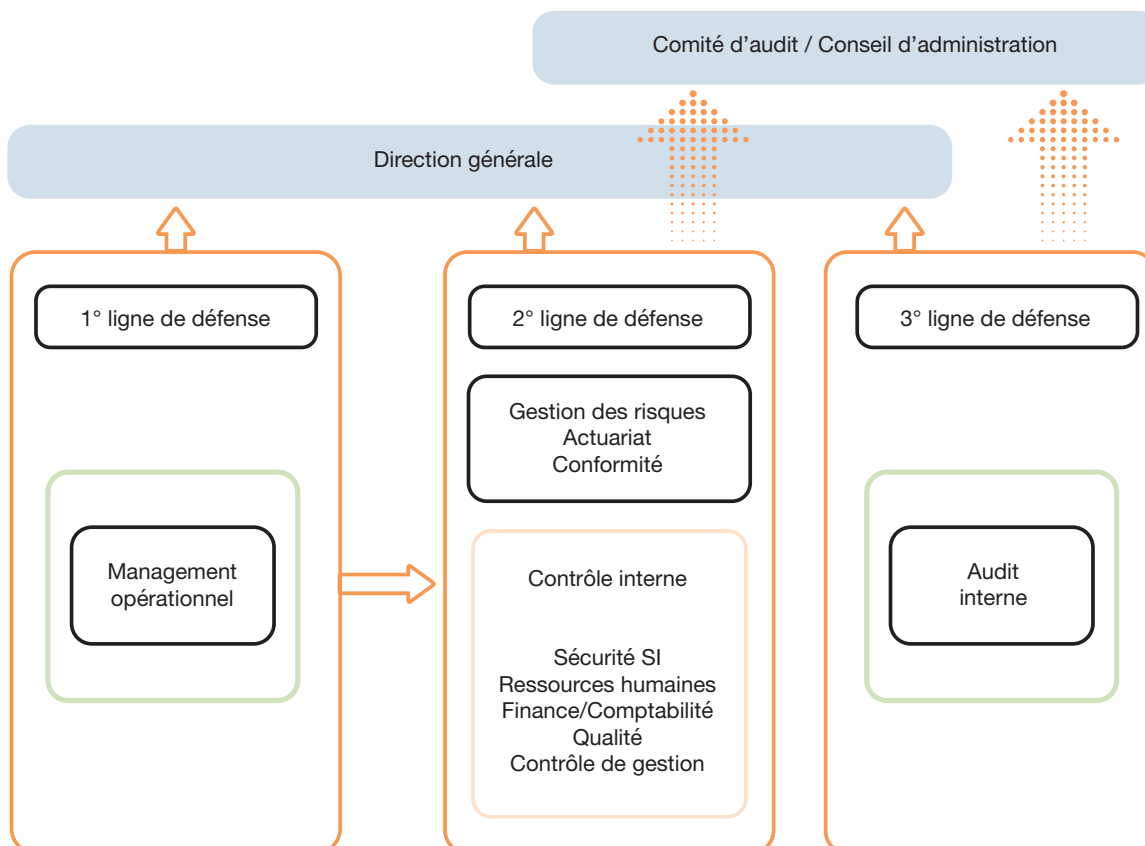 Comité d’audit / Conseil d’administration
Direction générale
1° ligne de défense
Management
opérationnel
2° ligne de défense
Gestion des risques
Actuariat
Conformité
Contrôle interne
Sécurité SI
Ressources humaines
Finance/Comptabilité
Qualité
Contrôle de gestion
3° ligne de défense
Audit
interne